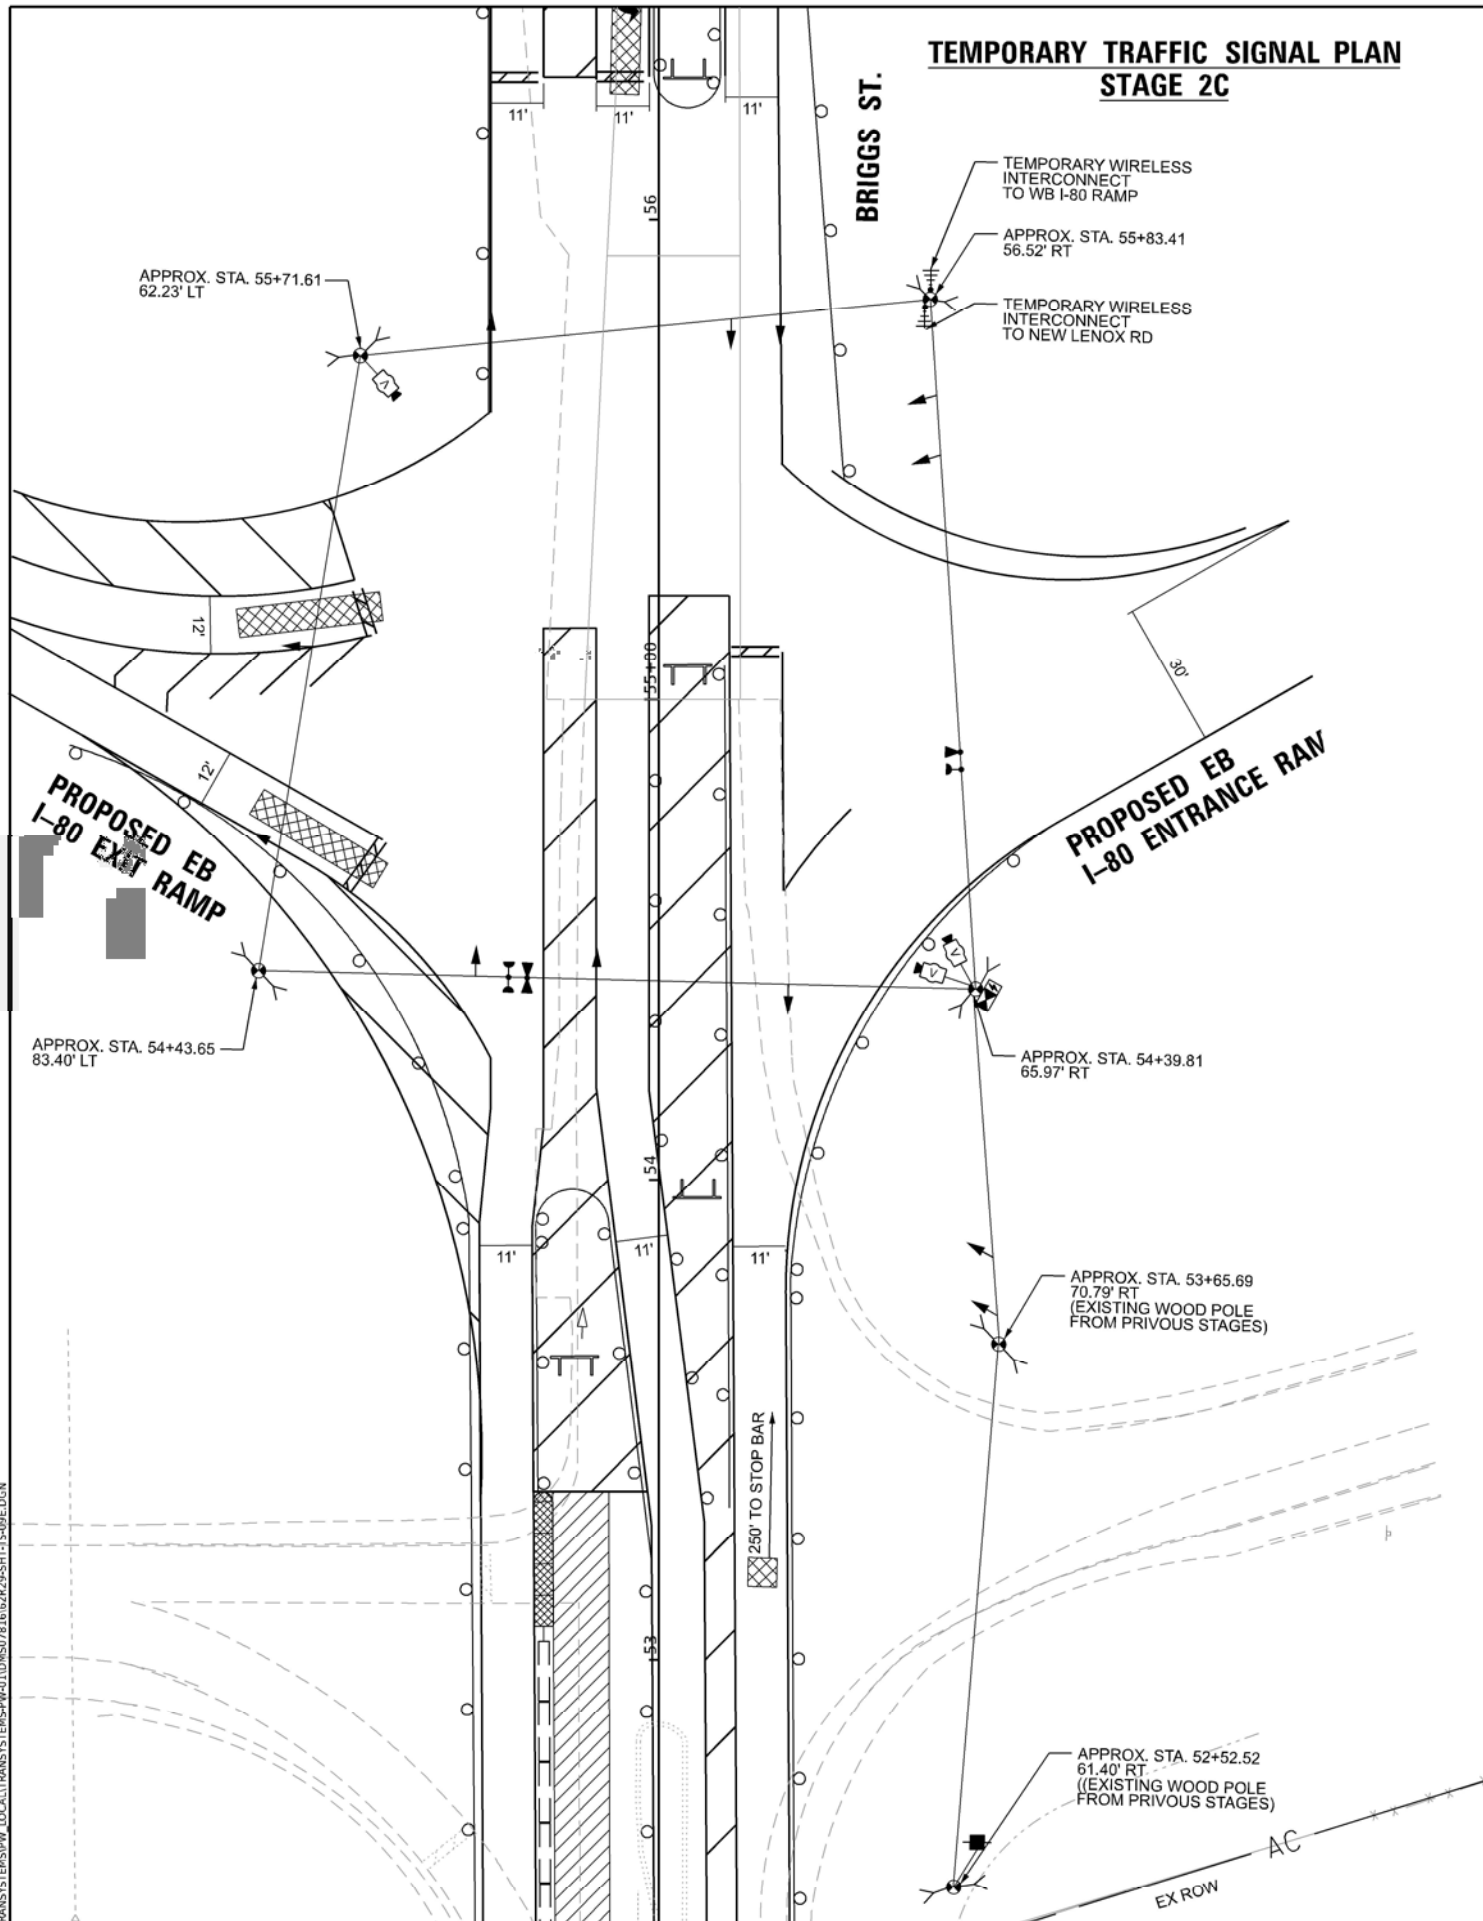 TEMPORARY TRAFFIC SIGNAL PLAN
STAGE 2C
BRIGGS ST.
11'
11'
11'
TEMPORARY WIRELESS
INTERCONNECT
TO WB I-80 RAMP
56
APPROX. STA. 55+83.41
56.52' RT
APPROX. STA. 55+71.61
62.23' LT
TEMPORARY WIRELESS
INTERCONNECT
TO NEW LENOX RD
12'
55+00
30'
12'
PROPOSED EB
I-80 EXIT RAMP
PROPOSED EB
I-80 ENTRANCE RAM
V
V
V
APPROX. STA. 54+43.65
83.40' LT
APPROX. STA. 54+39.81
65.97' RT
54
11'
11'
11'
APPROX. STA. 53+65.69
70.79' RT
(EXISTING WOOD POLE
FROM PRIVOUS STAGES)
250' TO STOP BAR
53
APPROX. STA. 52+52.52
61.40' RT
((EXISTING WOOD POLE
FROM PRIVOUS STAGES)
AC
EX ROW